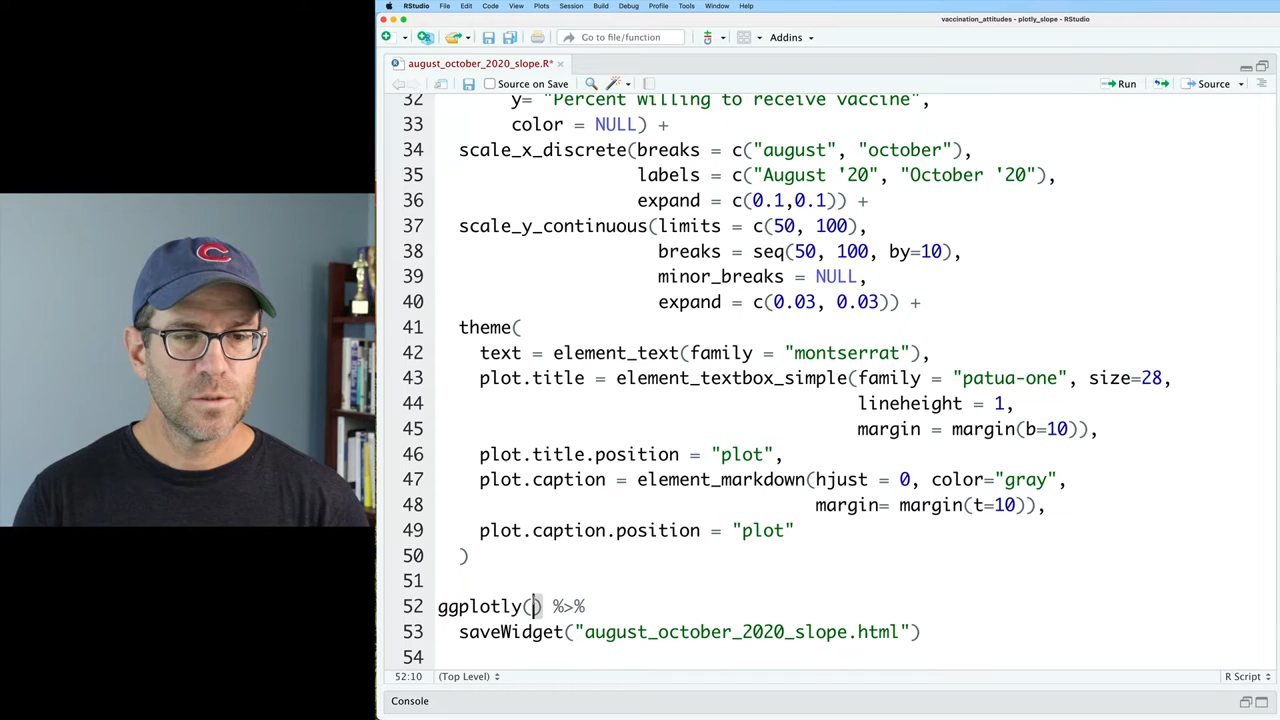 RStudio File Edit Code View Plots Session Build Debug Profile Tools Window Help
vaccination_attitudes - plotly_slope - RStudio
Go to file/function Addins
august_october_2020_slope.R*
Source on Save Run Source
32 y= "Percent willing to receive vaccine",
33 color = NULL) +
34 scale_x_discrete(breaks = c("august", "october"),
35 labels = c("August '20", "October '20"),
36 expand = c(0.1,0.1)) +
37 scale_y_continuous(limits = c(50, 100),
38 breaks = seq(50, 100, by=10),
39 minor_breaks = NULL,
40 expand = c(0.03, 0.03)) +
41 theme(
42 text = element_text(family = "montserrat"),
43 plot.title = element_textbox_simple(family = "patua-one", size=28,
44 lineheight = 1,
45 margin = margin(b=10)),
46 plot.title.position = "plot",
47 plot.caption = element_markdown(hjust = 0, color="gray",
48 margin= margin(t=10)),
49 plot.caption.position = "plot"
50 )
51
52 ggplotly() %>%
53 saveWidget("august_october_2020_slope.html")
54
52:10 (Top Level) R Script
Console